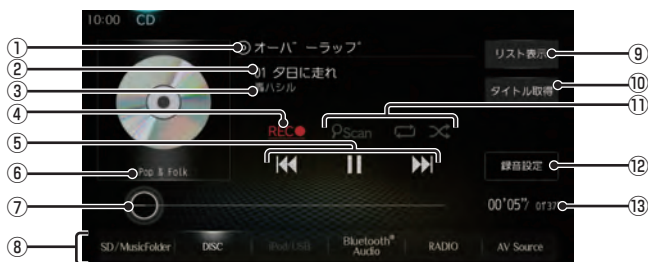 10:00 CD
① オーバーラップ
② 01 夕日に走れ
③ 轟ハシル
④ REC●
Scan
⑤
⑥ Pop & Folk
⑦
⑧ SD/MusicFolder DISC iPod/USB Bluetooth® Audio RADIO AV Source
リスト表示 ⑨
タイトル取得 ⑩
⑪
録音設定 ⑫
00'05"/ 0f37 ⑬